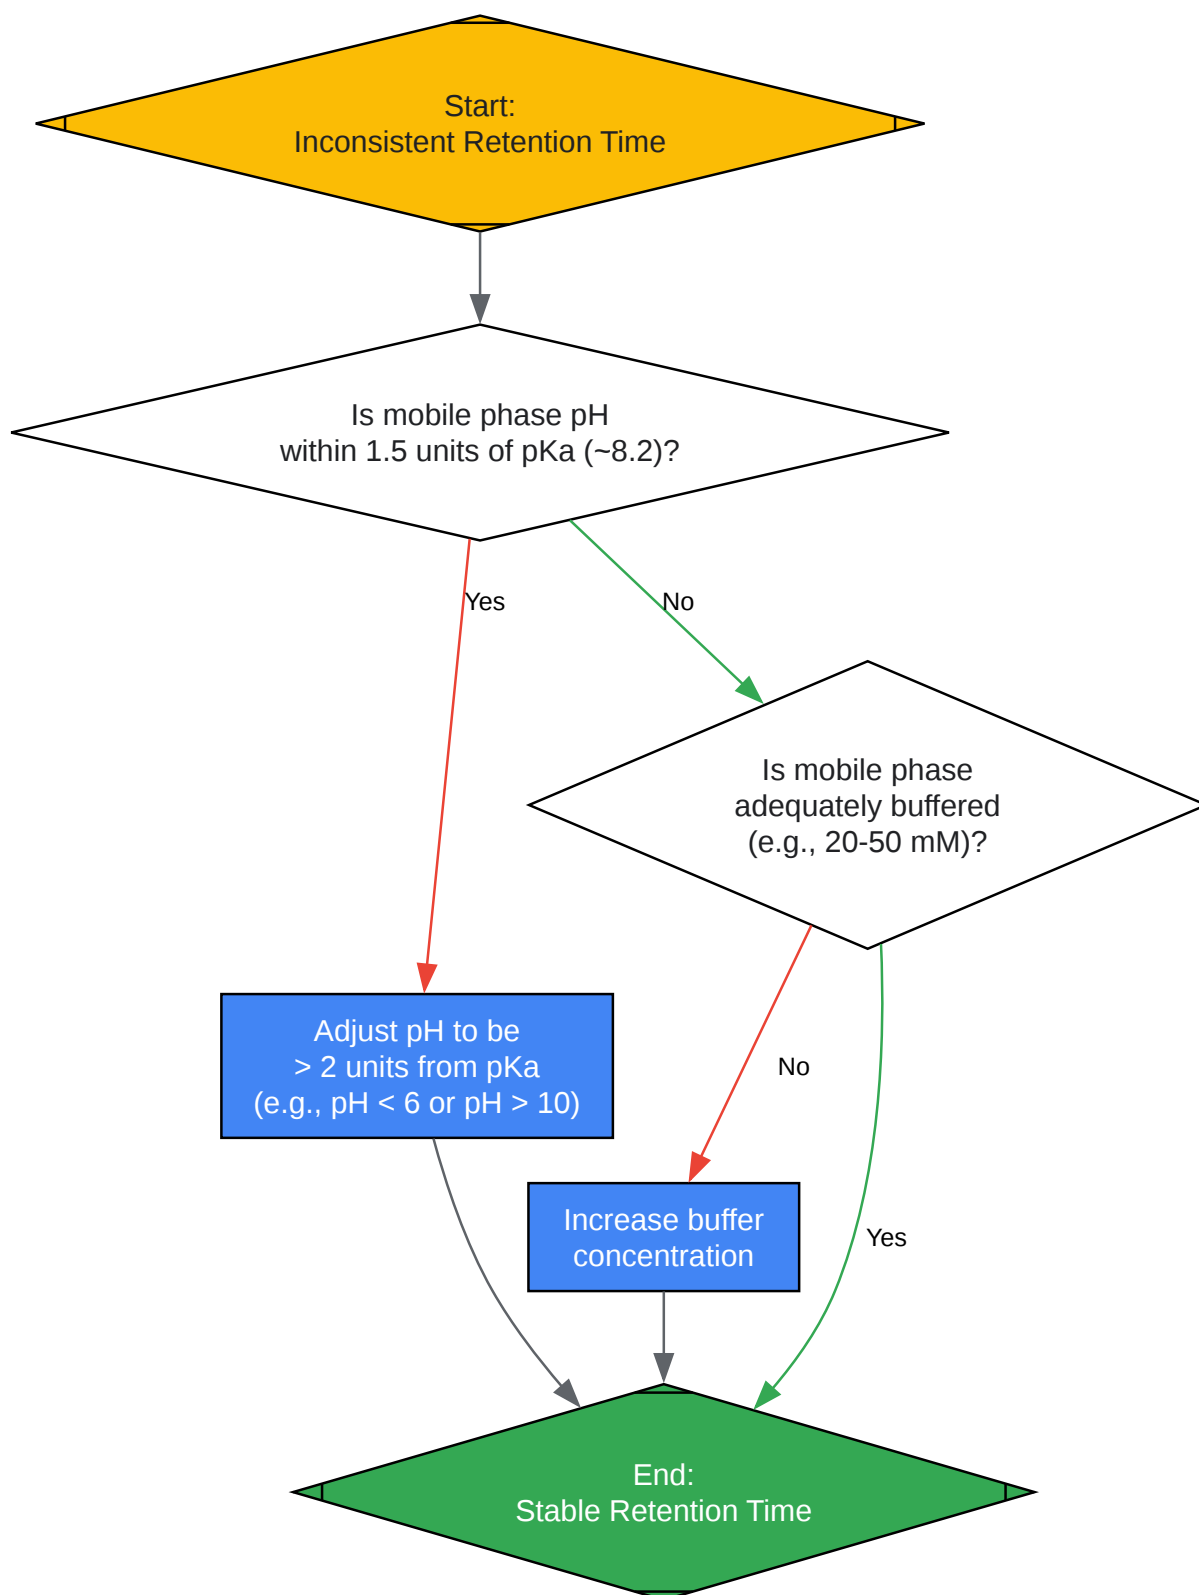 Start:
Inconsistent Retention Time
Is mobile phase pH
within 1.5 units of pKa (~8.2)?
Yes
No
Is mobile phase
adequately buffered
(e.g., 20-50 mM)?
Adjust pH to be
> 2 units from pKa
(e.g., pH < 6 or pH > 10)
No
Increase buffer
concentration
Yes
End:
Stable Retention Time